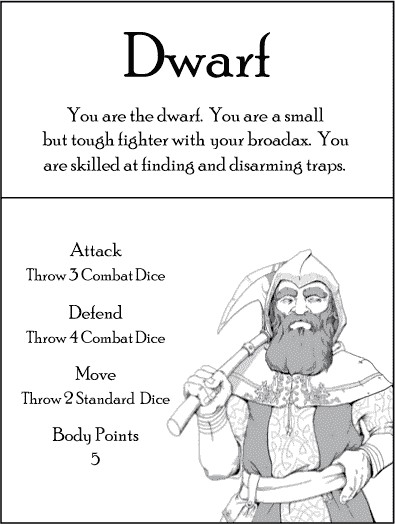 Dwarf
You are the dwarf. You are a small
but tough fighter with your broadax. You
are skilled at finding and disarming traps.
Attack
Throw 3 Combat Dice
Defend
Throw 4 Combat Dice
Move
Throw 2 Standard Dice
Body Points
5